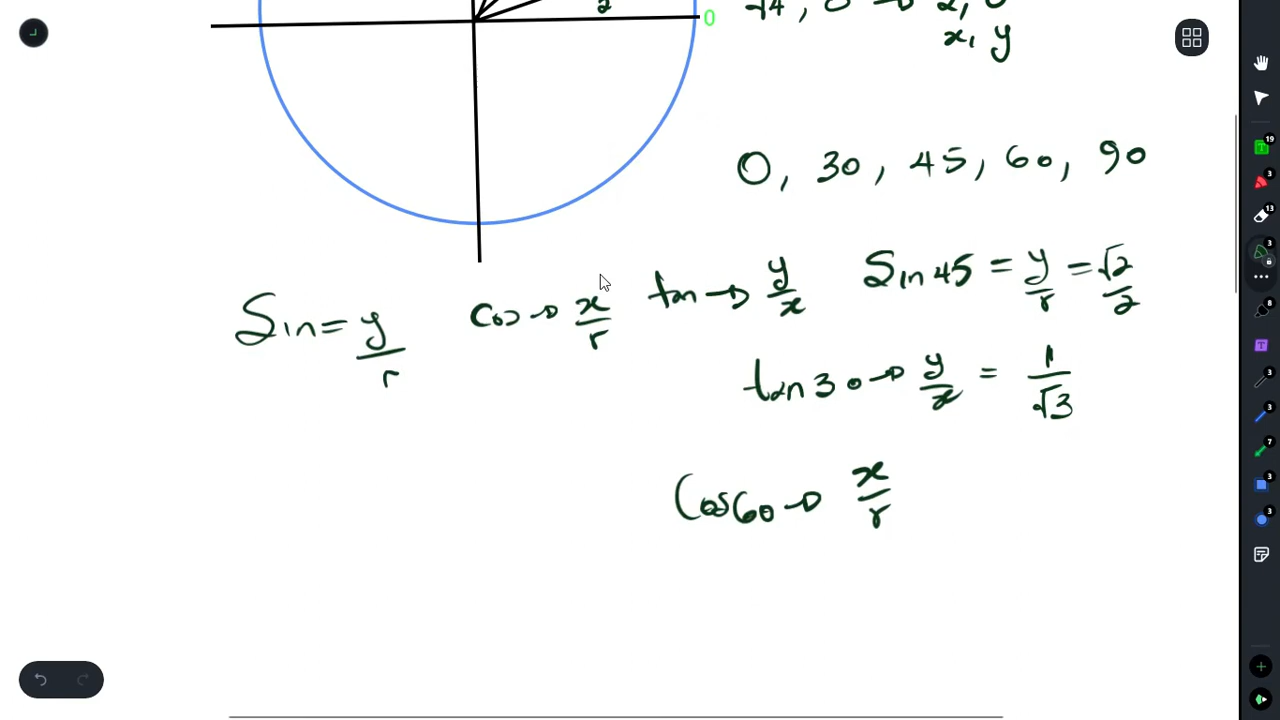 2
0
x, y
0, 30, 45, 60, 90
Sin = y/r cos → x/r tan → y/x Sin 45 = y/r = √2/2
tan 30 → y/x = 1/√3
Cos 60 → x/r